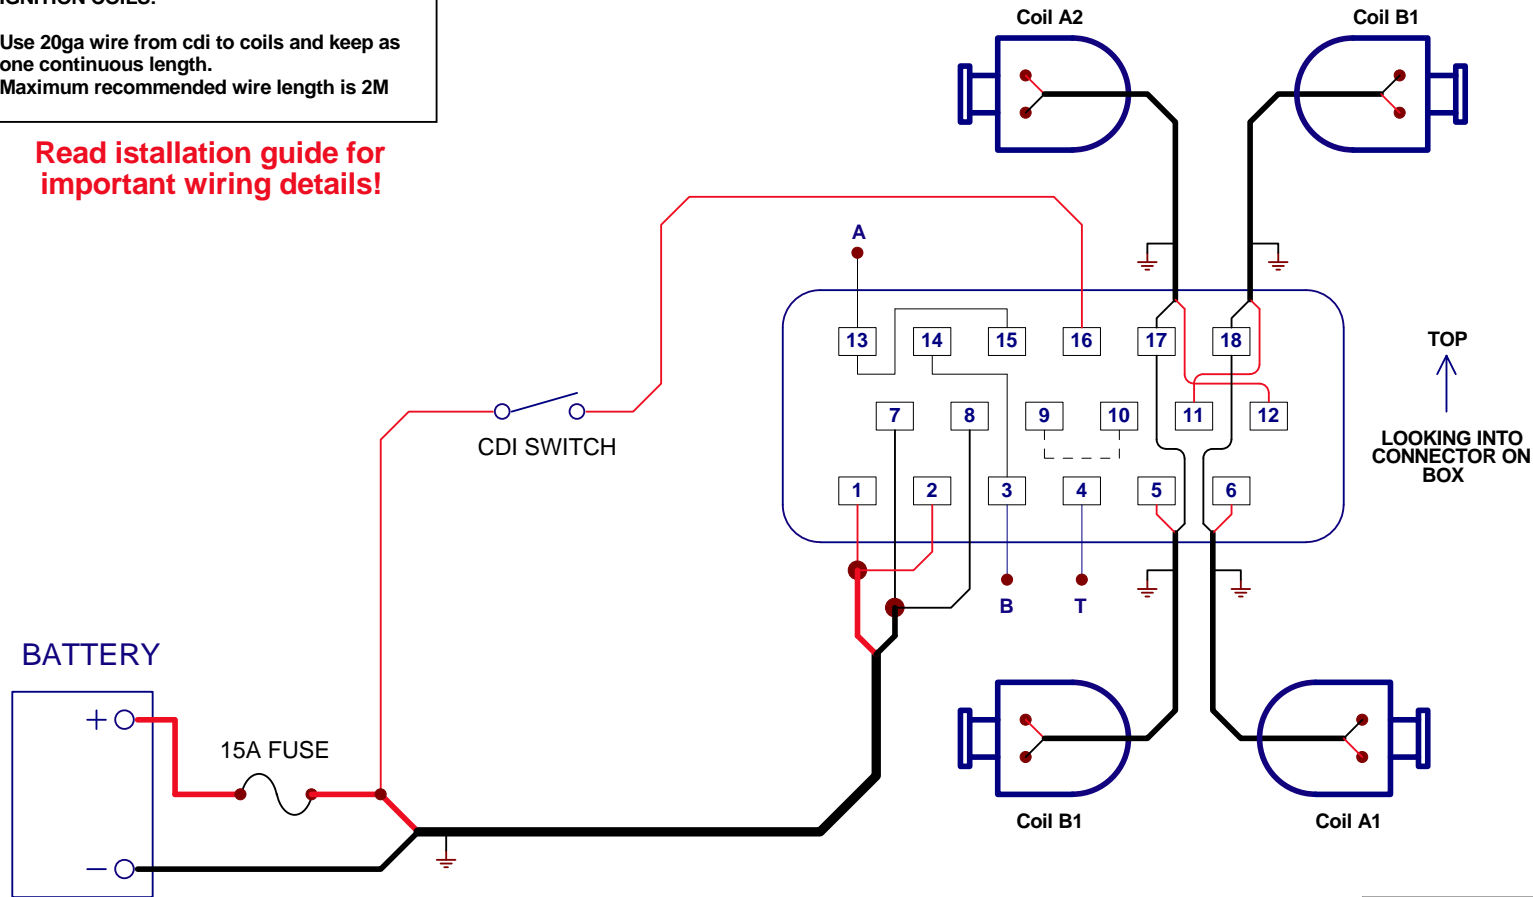 IGNITION COILS:
Use 20ga wire from cdi to coils and keep as
one continuous length.
Maximum recommended wire length is 2M
Read istallation guide for
important wiring details!
Coil A2
Coil B1
A
13
14
15
16
17
18
TOP
7
8
9
10
11
12
CDI SWITCH
LOOKING INTO
CONNECTOR ON
BOX
1
2
3
4
5
6
B
T
BATTERY
+
15A FUSE
−
Coil B1
Coil A1